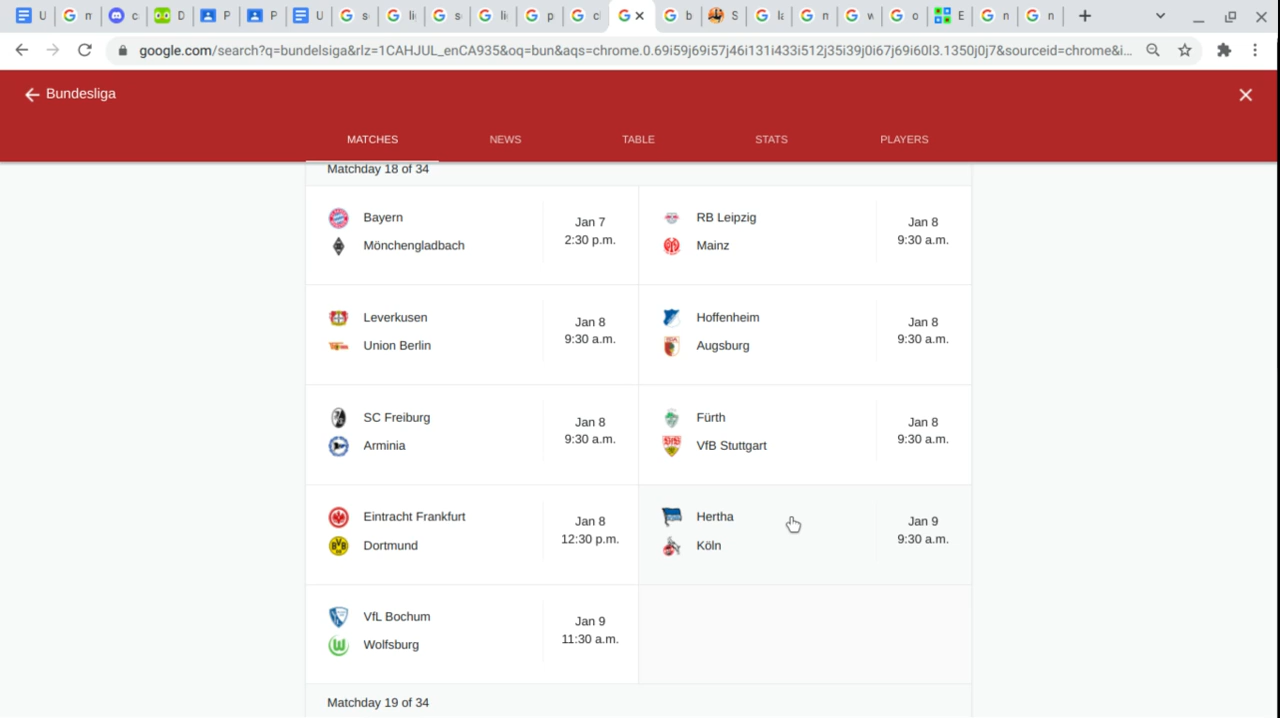 U
G
n
G
c
D
P
P
U
s
li
s
li
p
cl
b
S
la
n
w
o
E
n
n
google.com/search?q=bundelsiga&rlz=1CAHJUL_enCA935&oq=bun&aqs=chrome.0.69i59j69i57j46i131i433i512j35i39j0i67j69i60l3.1350j0j7&sourceid=chrome&i...
Bundesliga
MATCHES NEWS TABLE STATS PLAYERS
Matchday 18 of 34
Bayern
Mönchengladbach
Jan 7
2:30 p.m.
RB Leipzig
Mainz
Jan 8
9:30 a.m.
Leverkusen
Union Berlin
Jan 8
9:30 a.m.
Hoffenheim
Augsburg
Jan 8
9:30 a.m.
SC Freiburg
Arminia
Jan 8
9:30 a.m.
Fürth
VfB Stuttgart
Jan 8
9:30 a.m.
Eintracht Frankfurt
Dortmund
Jan 8
12:30 p.m.
Hertha
Köln
Jan 9
9:30 a.m.
VfL Bochum
Wolfsburg
Jan 9
11:30 a.m.
Matchday 19 of 34